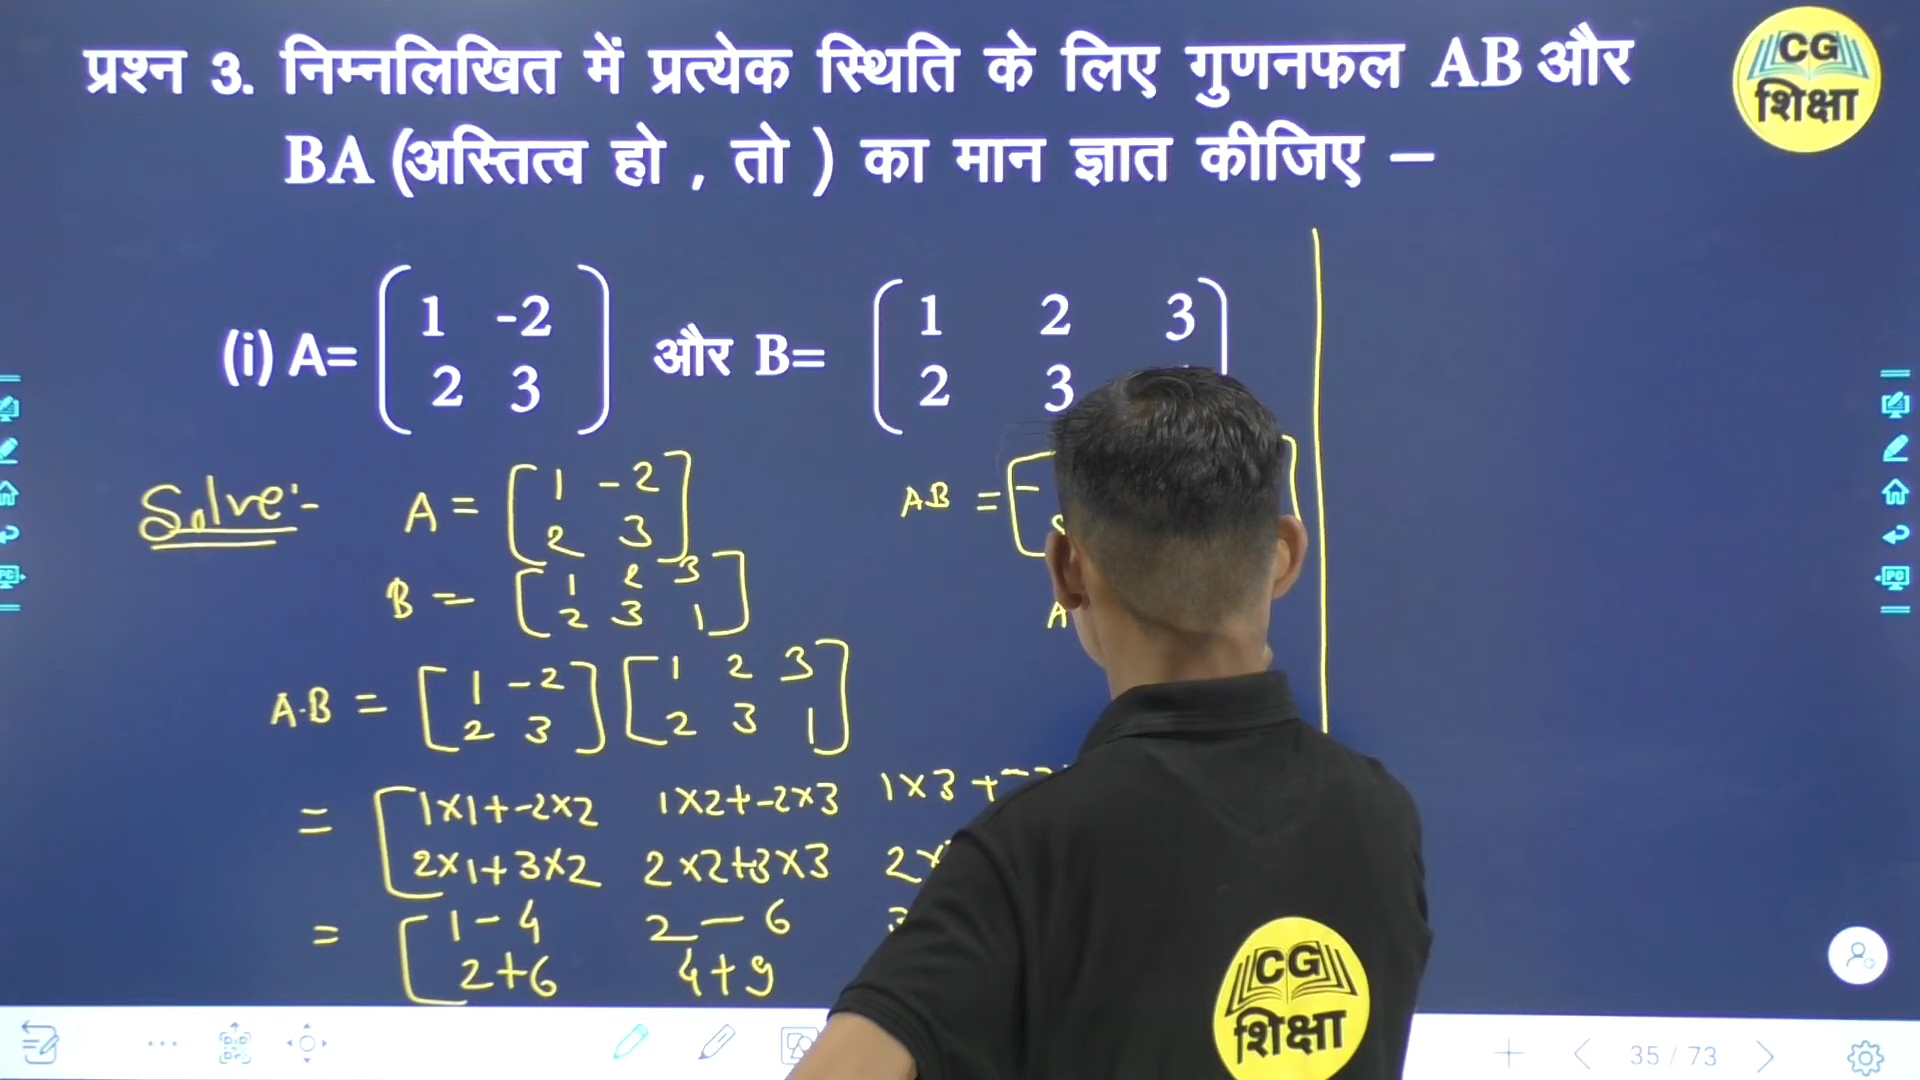 प्रश्न 3. निम्नलिखित में प्रत्येक स्थिति के लिए गुणनफल AB और
BA (अस्तित्व हो , तो ) का मान ज्ञात कीजिए –
CG
शिक्षा
(i) A= ( 1 -2
2 3 ) और B= ( 1 2 3
2 3
Solve:-
A = [ 1 -2
2 3 ]
B = [ 1 2 3
2 3 1 ]
A·B = [ 1 -2
2 3 ] [ 1 2 3
2 3 1 ]
= [ 1×1+-2×2 1×2+-2×3 1×3+
2×1+3×2 2×2+3×3 2×
= [ 1-4 2-6
2+6 4+9
AB = [ -
CG
शिक्षा
35 / 73